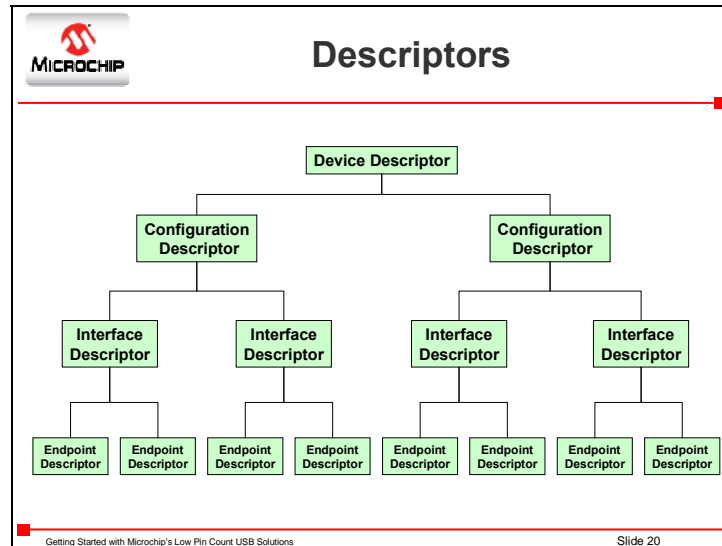 MICROCHIP
Descriptors
Device Descriptor
Configuration
Descriptor
Configuration
Descriptor
Interface
Descriptor
Interface
Descriptor
Interface
Descriptor
Interface
Descriptor
Endpoint
Descriptor
Endpoint
Descriptor
Endpoint
Descriptor
Endpoint
Descriptor
Endpoint
Descriptor
Endpoint
Descriptor
Endpoint
Descriptor
Endpoint
Descriptor
Getting Started with Microchip's Low Pin Count USB Solutions
Slide 20